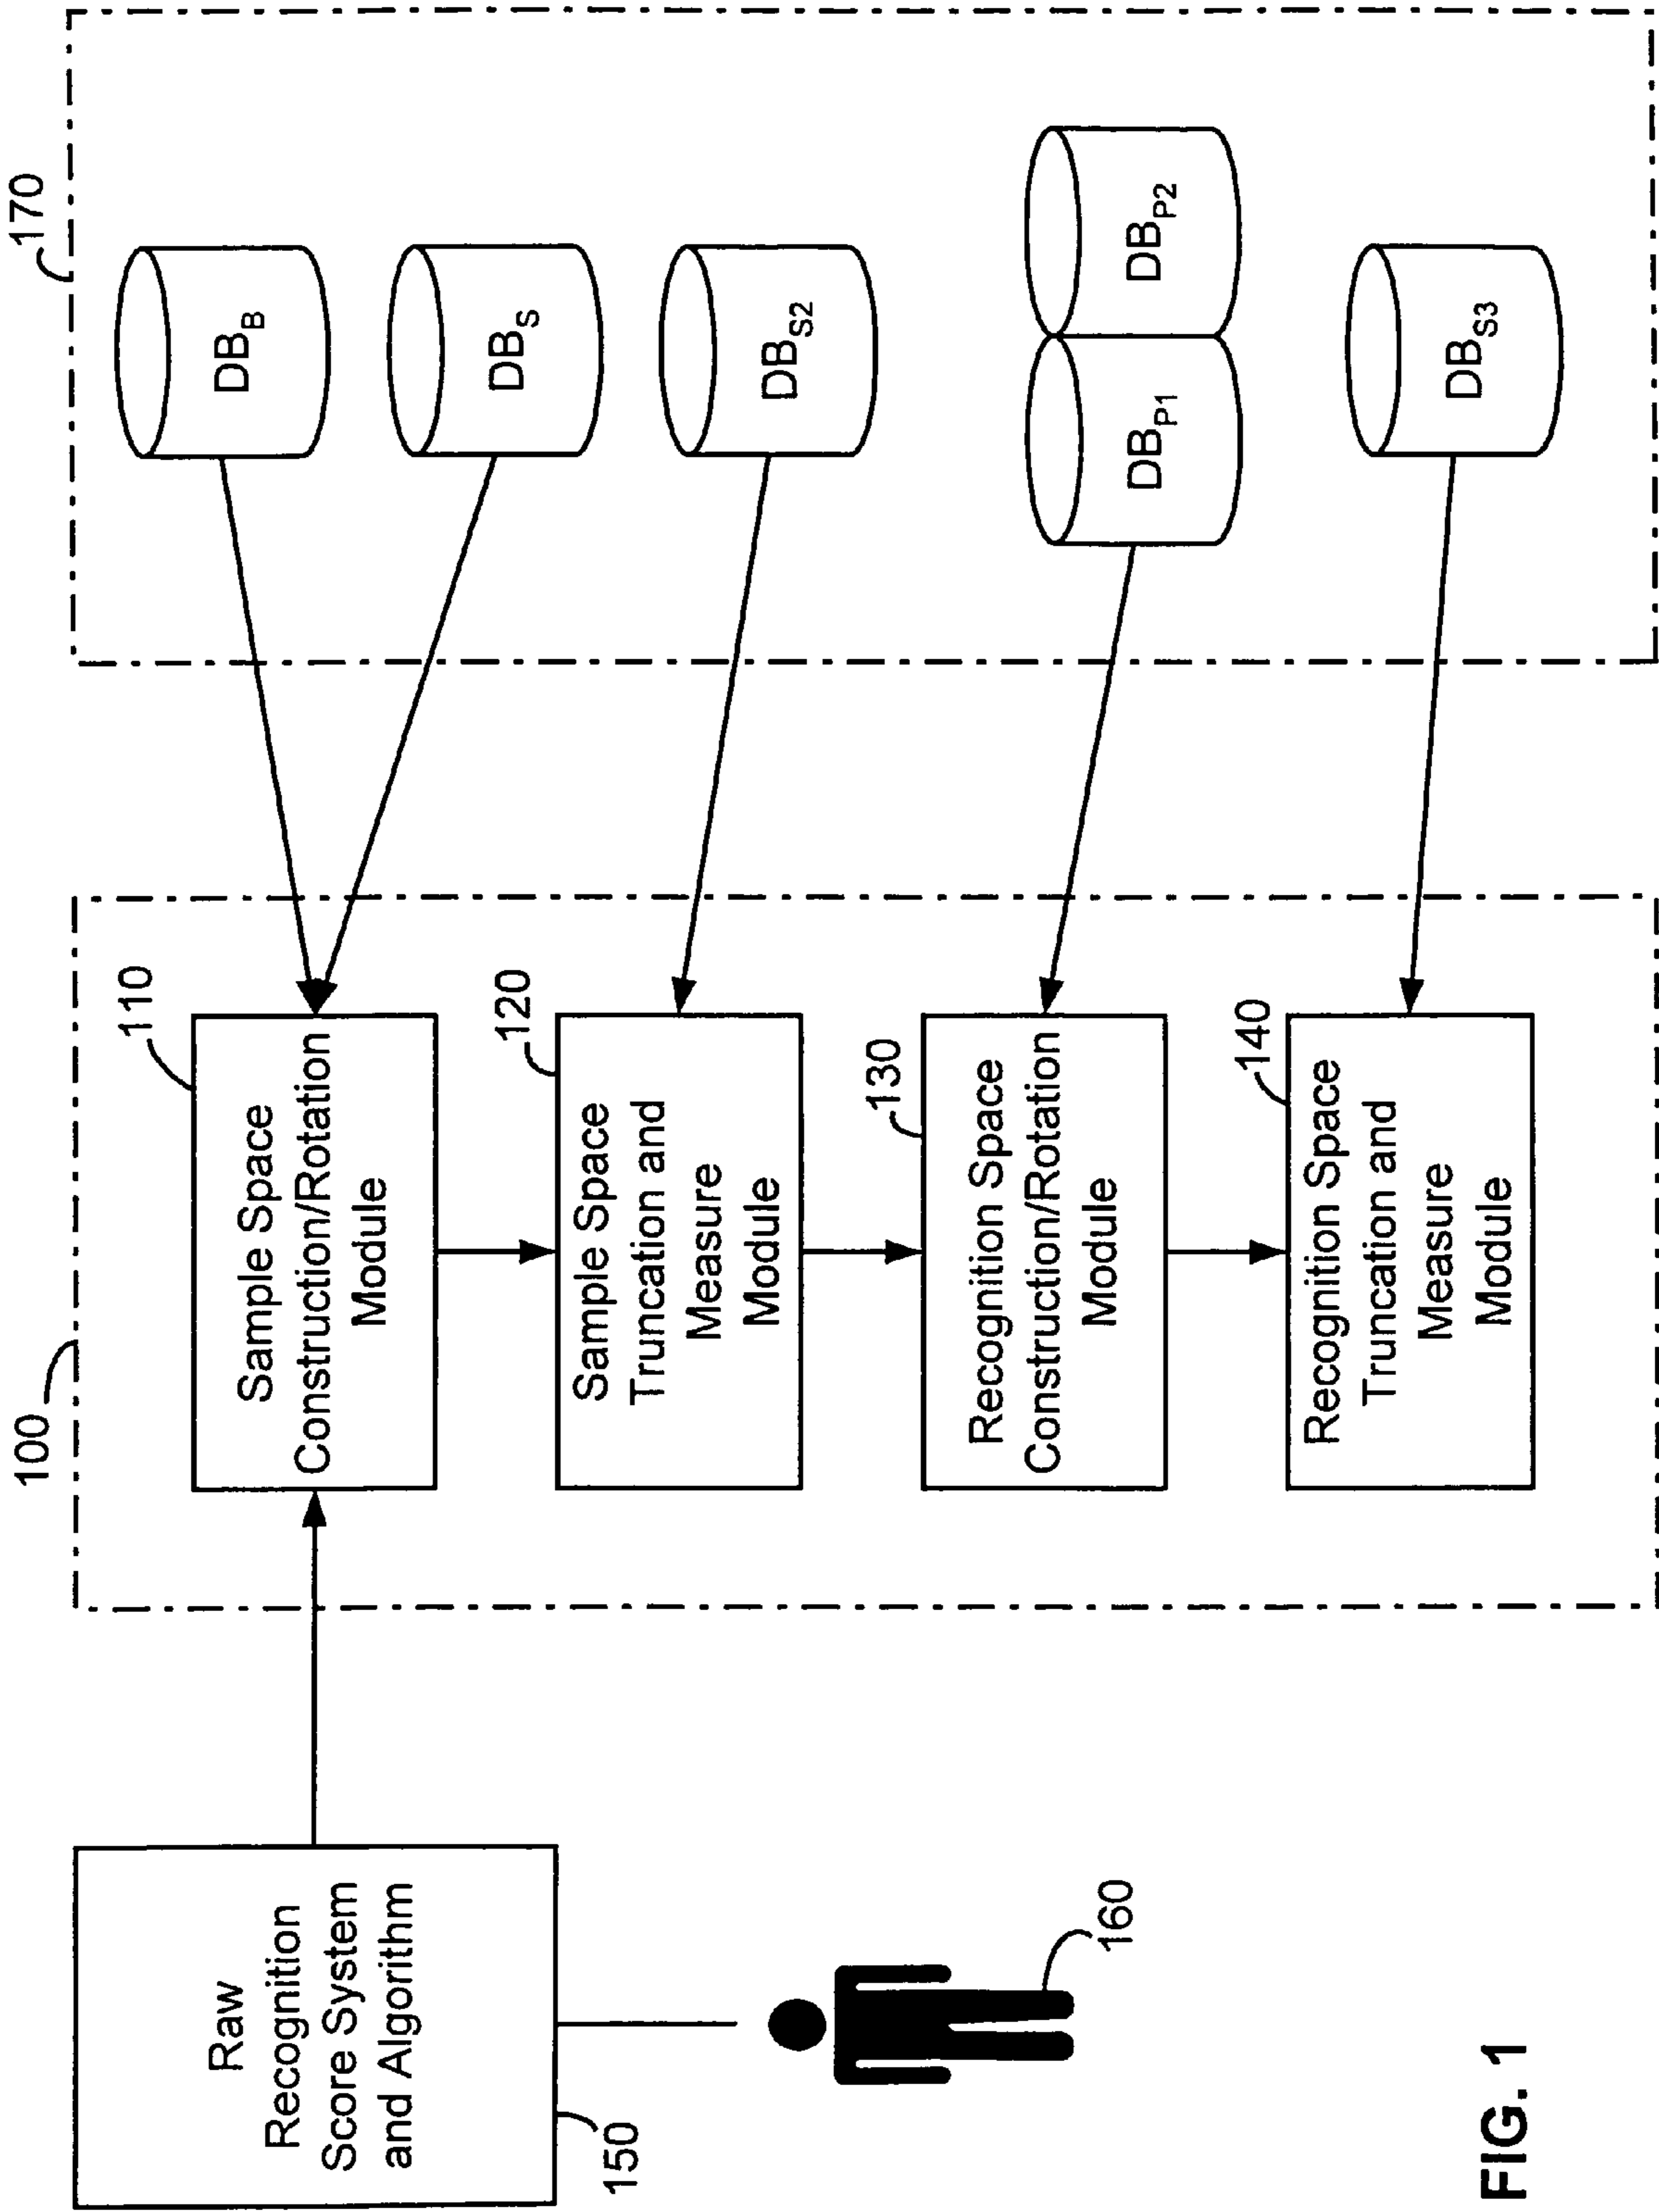 170
DB_B
DB_S
DB_S2
DB_P1
DB_P2
DB_S3
100
110
Sample Space
Construction/Rotation
Module
120
Sample Space
Truncation and
Measure
Module
130
Recognition Space
Construction/Rotation
Module
140
Recognition Space
Truncation and
Measure
Module
Raw
Recognition
Score System
and Algorithm
150
160
FIG. 1